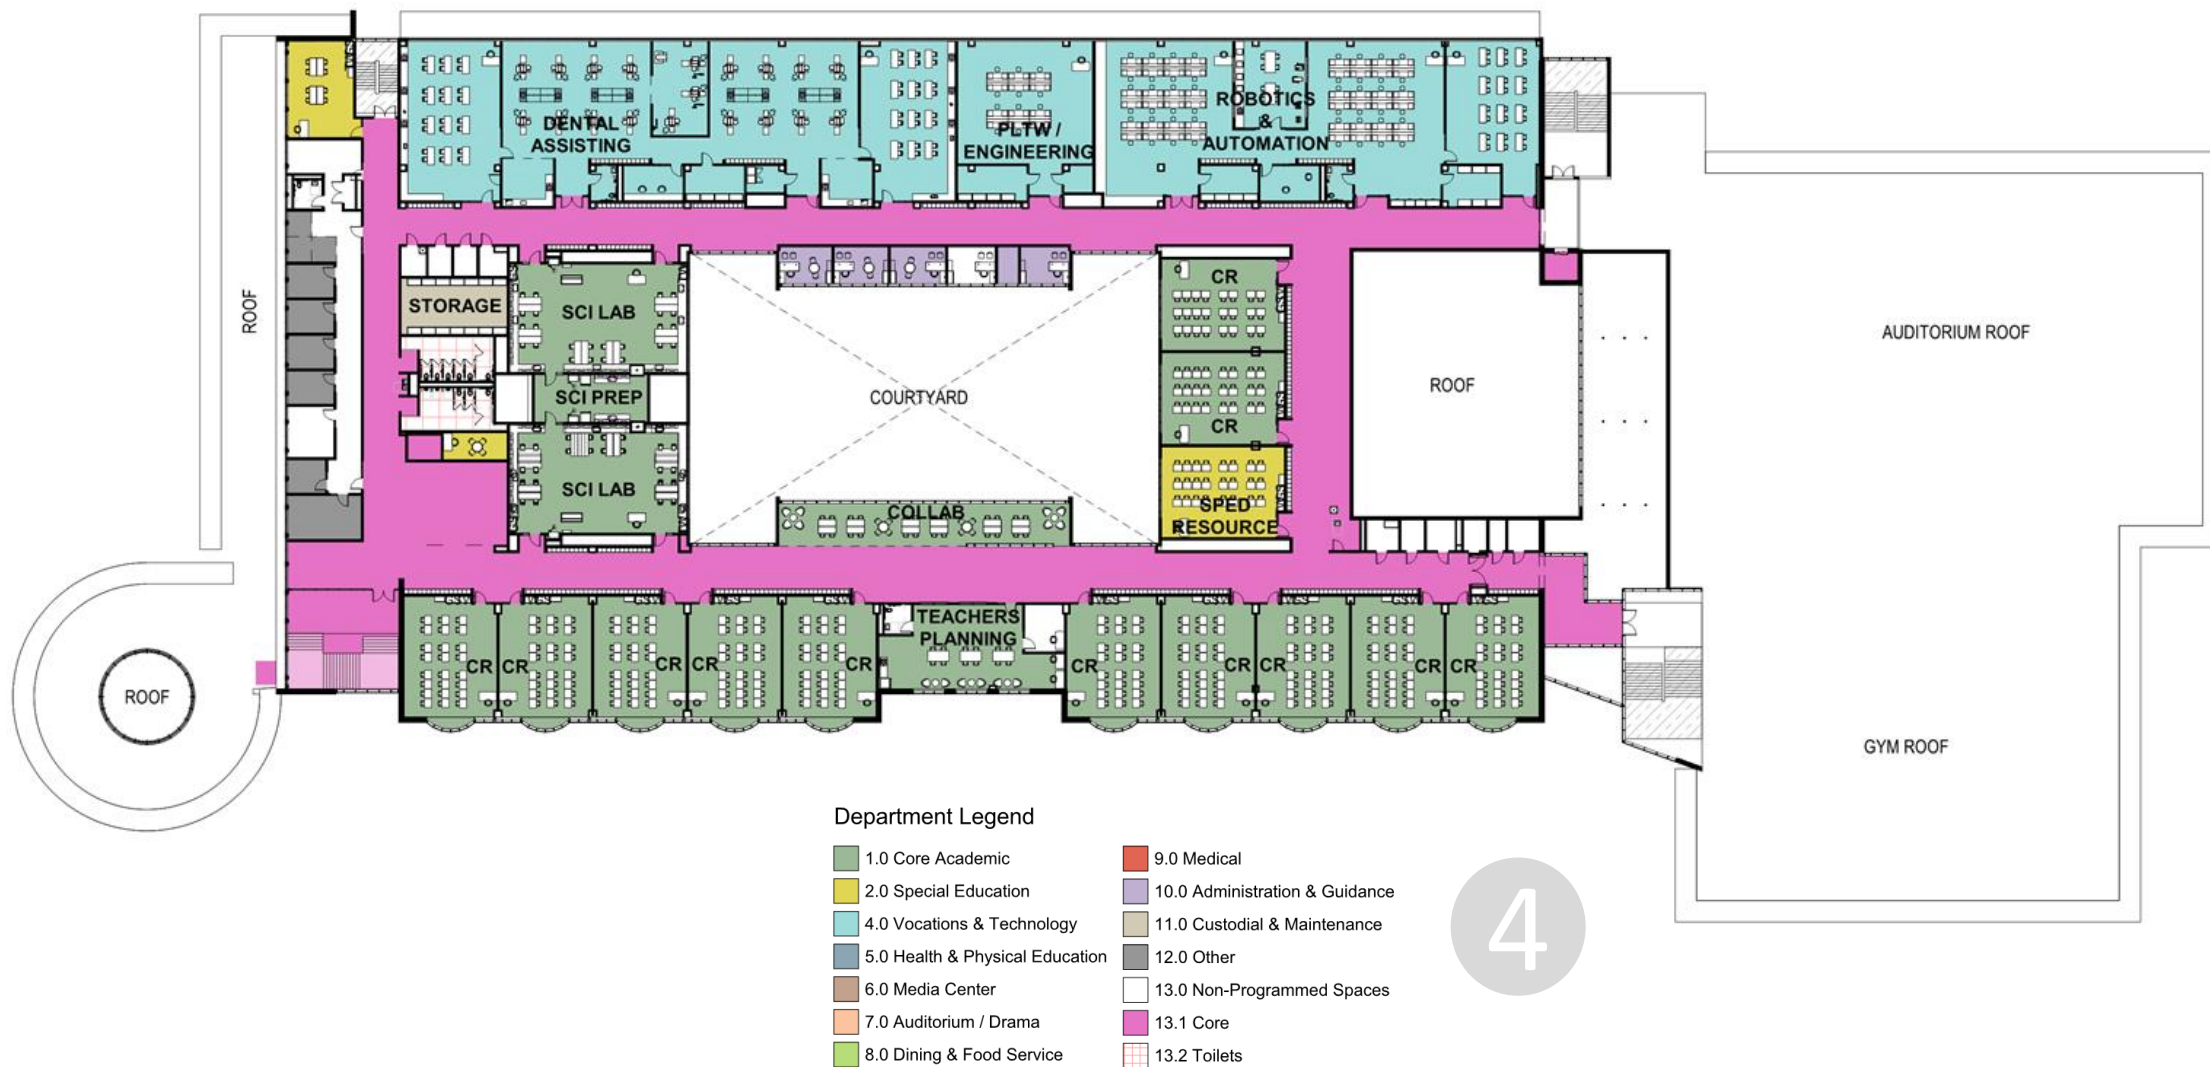 DENTAL
ASSISTING
PLTW /
ENGINEERING
ROBOTICS
&
AUTOMATION
ROOF
STORAGE
SCI LAB
SCI PREP
SCI LAB
COURTYARD
COLLAB
CR
CR
SPED
RESOURCE
ROOF
AUDITORIUM ROOF
CR
CR
CR
CR
CR
TEACHERS
PLANNING
CR
CR
CR
CR
CR
ROOF
GYM ROOF
Department Legend
1.0 Core Academic
2.0 Special Education
4.0 Vocations & Technology
5.0 Health & Physical Education
6.0 Media Center
7.0 Auditorium / Drama
8.0 Dining & Food Service
9.0 Medical
10.0 Administration & Guidance
11.0 Custodial & Maintenance
12.0 Other
13.0 Non-Programmed Spaces
13.1 Core
13.2 Toilets
4